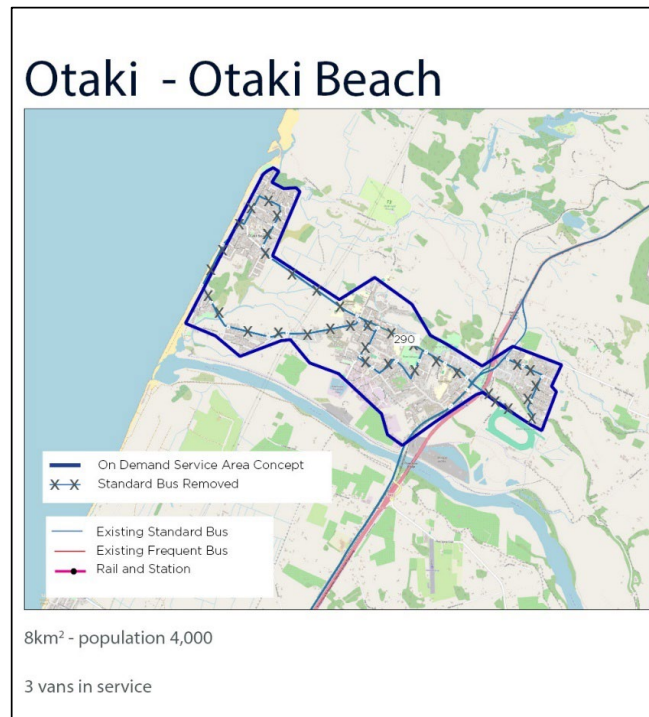 Otaki - Otaki Beach
290
On Demand Service Area Concept
Standard Bus Removed
Existing Standard Bus
Existing Frequent Bus
Rail and Station
8km² - population 4,000
3 vans in service